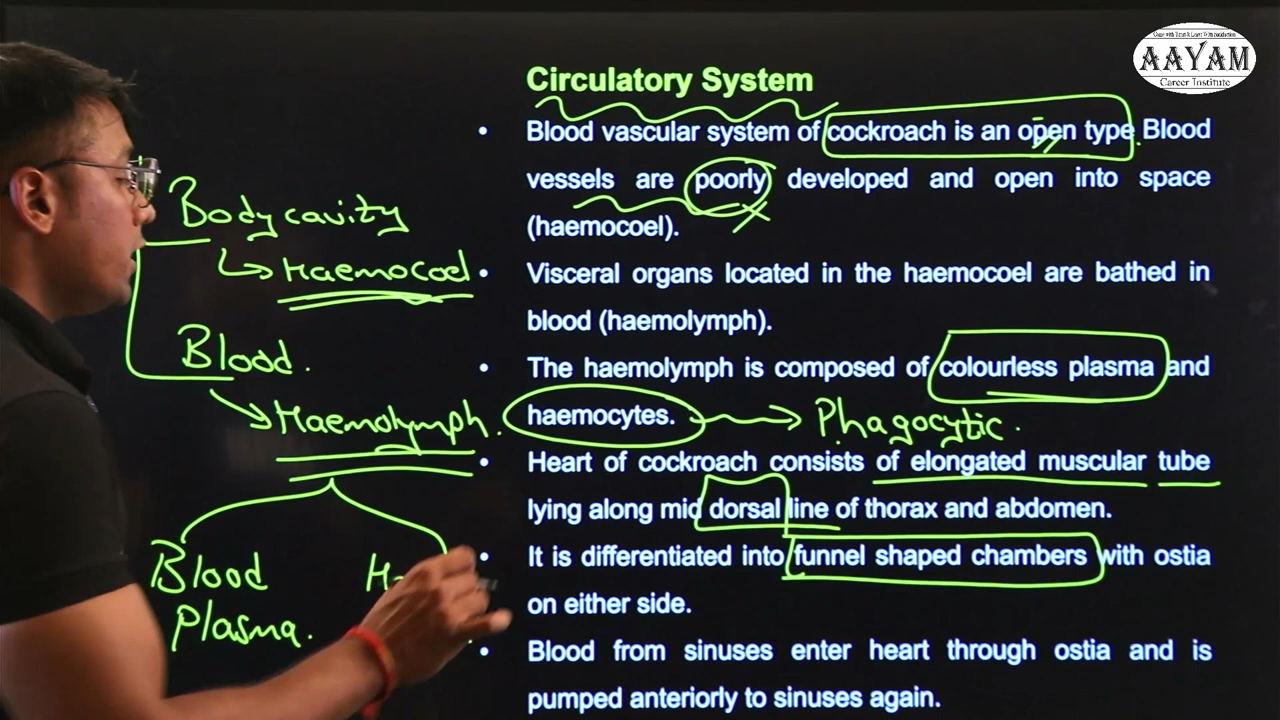 AAYAM
Career Institute
Circulatory System
• Blood vascular system of cockroach is an open type. Blood
vessels are poorly developed and open into space
(haemocoel).
• Visceral organs located in the haemocoel are bathed in
blood (haemolymph).
• The haemolymph is composed of colourless plasma and
haemocytes. → Phagocytic.
• Heart of cockroach consists of elongated muscular tube
lying along mid dorsal line of thorax and abdomen.
• It is differentiated into funnel shaped chambers with ostia
on either side.
• Blood from sinuses enter heart through ostia and is
pumped anteriorly to sinuses again.
Body cavity
↳ Haemocoel
Blood.
→ Haemolymph.
Blood
Plasma.